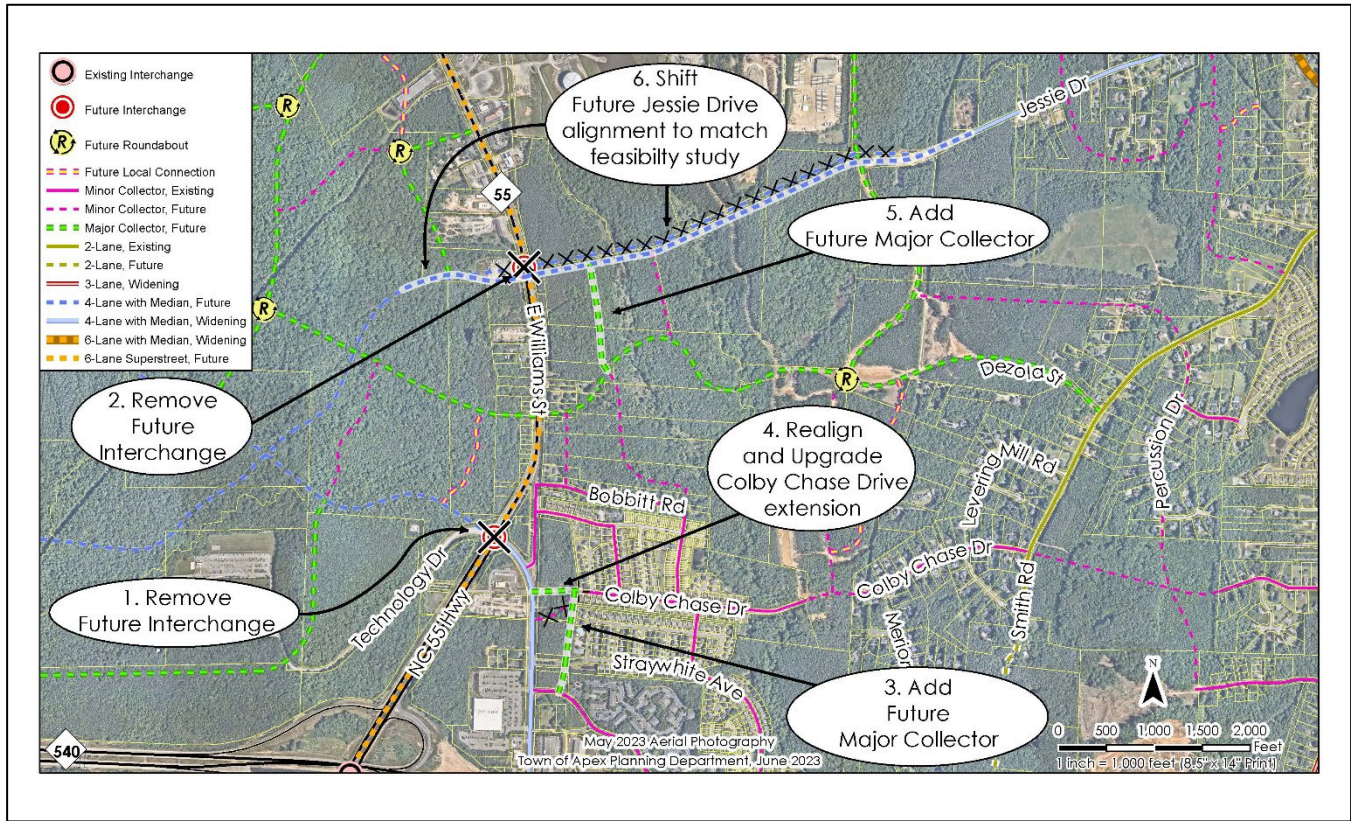 Existing Interchange
Future Interchange
R
Future Roundabout
Future Local Connection
Minor Collector, Existing
Minor Collector, Future
Major Collector, Future
2-Lane, Existing
2-Lane, Future
3-Lane, Widening
4-Lane with Median, Future
4-Lane with Median, Widening
6-Lane with Median, Widening
6-Lane Superstreet, Future
6. Shift
Future Jessie Drive
alignment to match
feasibilty study
Jessie Dr
R
R
55
5. Add
Future Major Collector
R
E Williams St
R
Dezola St
2. Remove
Future
Interchange
4. Realign
and Upgrade
Colby Chase Drive
extension
Levering Mill Rd
Percussion Dr
Bobbitt Rd
1. Remove
Future Interchange
Technology Dr
NC 55 Hwy
Colby Chase Dr
Colby Chase Dr
Merion
Smith Rd
Straywhite Ave
3. Add
Future
Major Collector
N
0 500 1,000 1,500 2,000
Feet
1 inch = 1,000 feet (8.5" x 14" Print)
May 2023 Aerial Photography
Town of Apex Planning Department, June 2023
540